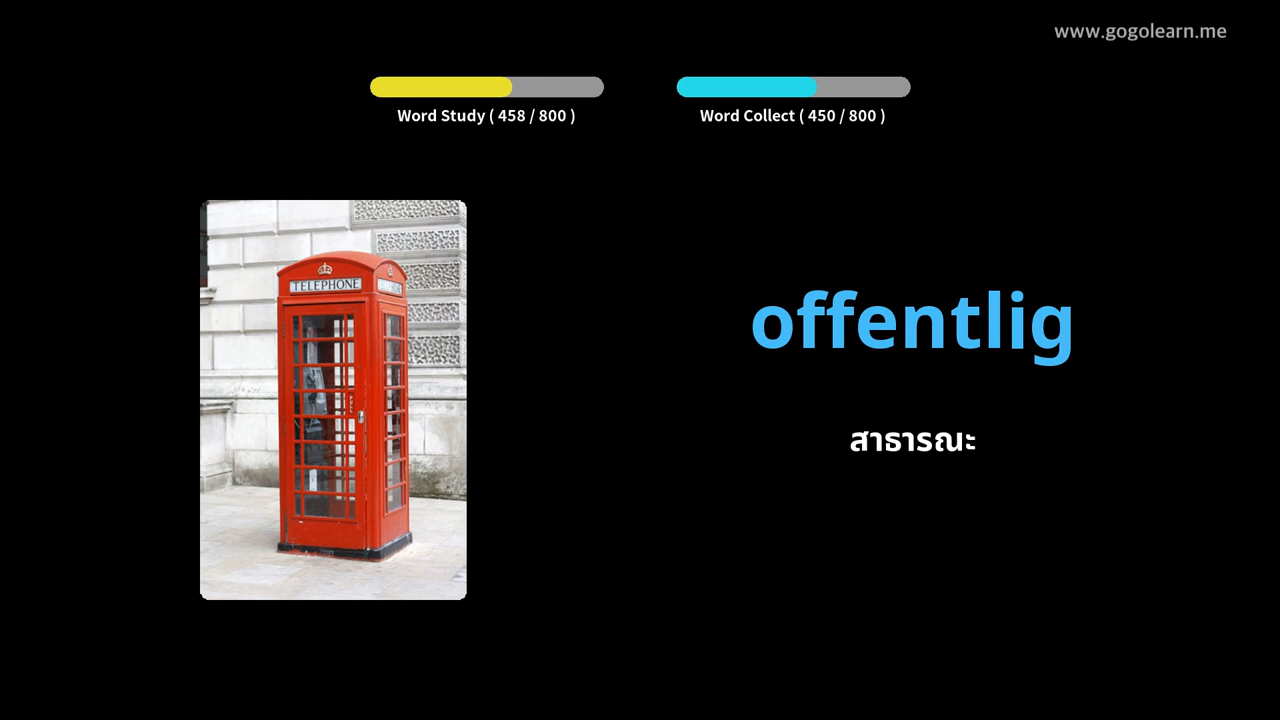 www.gogolearn.me
Word Study ( 458 / 800 )
Word Collect ( 450 / 800 )
TELEPHONE
offentlig
สาธารณะ